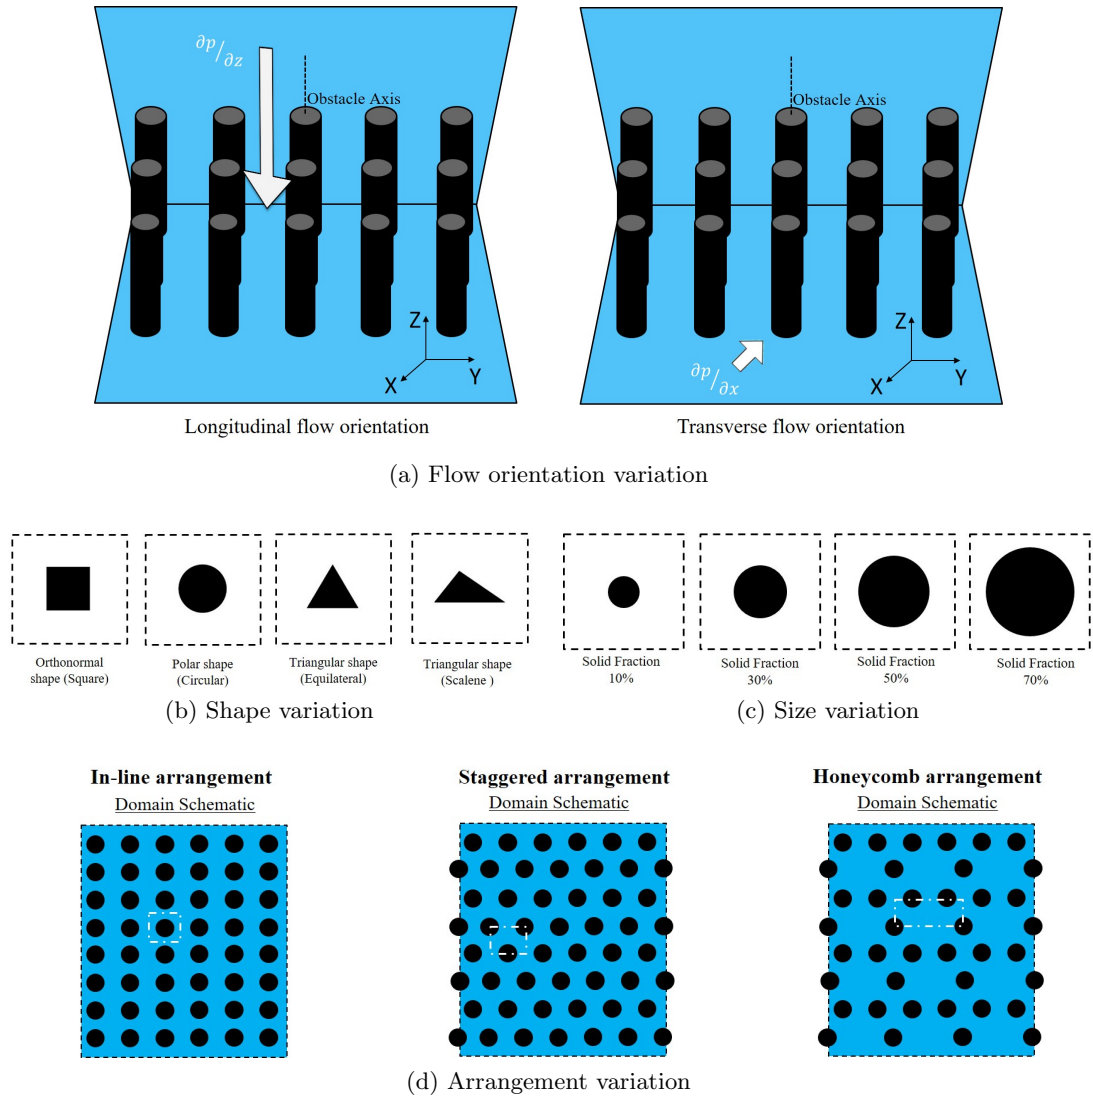 ∂p/∂z
Obstacle Axis
Z
X
Y
Longitudinal flow orientation
Obstacle Axis
Z
X
Y
∂p/∂x
Transverse flow orientation
(a) Flow orientation variation
Orthonormal
shape (Square)
Polar shape
(Circular)
Triangular shape
(Equilateral)
Triangular shape
(Scalene )
(b) Shape variation
Solid Fraction
10%
Solid Fraction
30%
Solid Fraction
50%
Solid Fraction
70%
(c) Size variation
In-line arrangement
Domain Schematic
Staggered arrangement
Domain Schematic
Honeycomb arrangement
Domain Schematic
(d) Arrangement variation